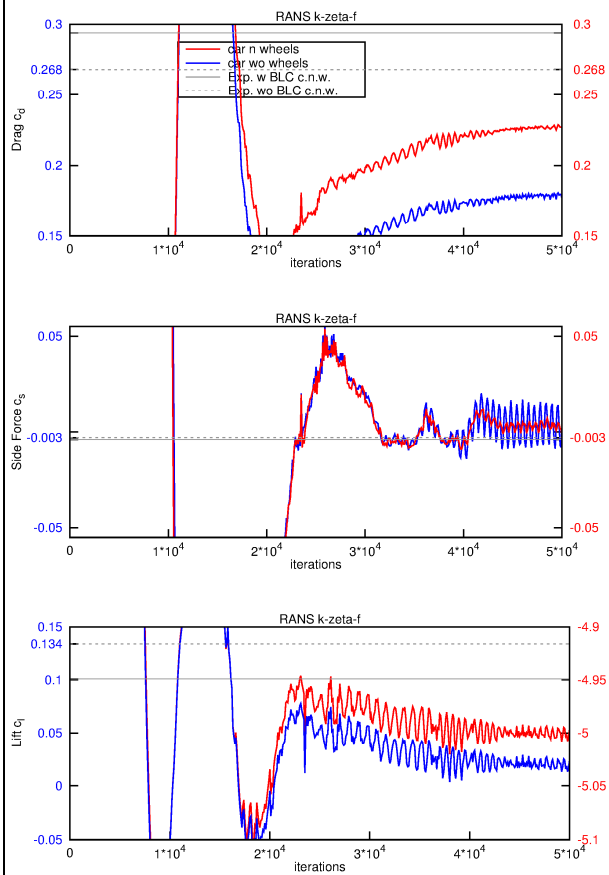 RANS k-zeta-f
0.3 0.3
car n wheels
car wo wheels
0.268 0.268
Exp. w BLC c.n.w.
Exp. wo BLC c.n.w.
0.25 0.25
Drag cd
0.2 0.2
0.15 0.15
0 1*10^4 2*10^4 3*10^4 4*10^4 5*10^4
iterations
RANS k-zeta-f
0.05 0.05
Side Force cs
-0.003 -0.003
-0.05 -0.05
0 1*10^4 2*10^4 3*10^4 4*10^4 5*10^4
iterations
RANS k-zeta-f
0.15 -4.9
0.134
0.1 -4.95
Lift cl
0.05 -5
0 -5.05
-0.05 -5.1
0 1*10^4 2*10^4 3*10^4 4*10^4 5*10^4
iterations